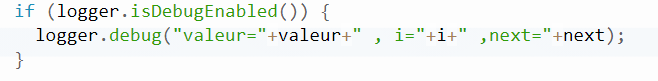 if (logger.isDebugEnabled()) {
  logger.debug("valeur="+valeur+" , i="+i+" ,next="+next);
}